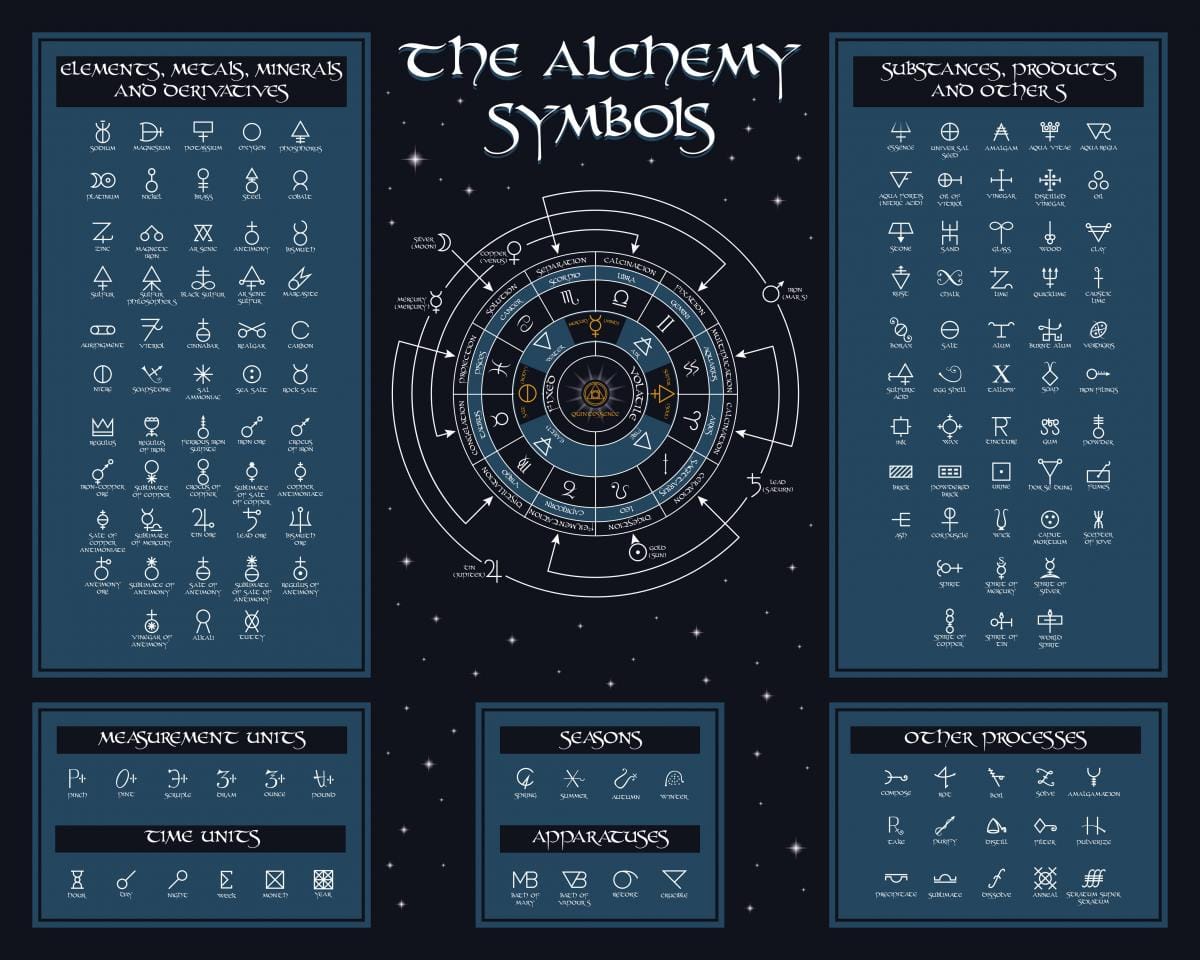 THE ALCHEMY
SYMBOLS
ELEMENTS, METALS, MINERALS
AND DERIVATIVES
SODIUM MAGNESIUM POTASSIUM OXYGEN PHOSPHORUS
PLATINUM NICKEL BRASS STEEL COBALT
ZINC MAGNETIC IRON ARSENIC ANTIMONY BISMUTH
SULFUR SULFUR PHILOSOPHERS BLACK SULFUR ARSENIC SULFUR MARCASITE
AURIPIGMENT VITRIOL CINNABAR REALGAR CARBON
NITRE SOAPSTONE SAL AMMONIAC SEA SALT ROCK SALT
REGULUS REGULUS OF IRON FERROUS IRON SULFITE IRON ORE CROCUS OF IRON
IRON-COPPER ORE SUBLIMATE OF COPPER CROCUS OF COPPER SUBLIMATE OF SALT OF COPPER COPPER ANTIMONIATE
SALT OF COPPER ANTIMONIATE SUBLIMATE OF MERCURY TIN ORE LEAD ORE BISMUTH ORE
ANTIMONY ORE SUBLIMATE OF ANTIMONY SALT OF ANTIMONY SUBLIMATE OF SALT OF ANTIMONY REGULUS OF ANTIMONY
VINEGAR OF ANTIMONY ALKALI TUTTY
SILVER
(MOON)
COPPER
(VENUS)
MERCURY
(MERCURY)
IRON
(MARS)
LEAD
(SATURN)
GOLD
(SUN)
TIN
(JUPITER)
SEPARATION
CALCINATION
FIXATION
MULTIPLICATION
CALCINATION
CERATION
DIGESTION
FERMENTATION
DISTILLATION
CONGELATION
PROJECTION
SOLUTION
SCORPIO
LIBRA
GEMINI
AQUARIUS
ARIES
SAGITTARIUS
LEO
CAPRICORN
VIRGO
TAURUS
PISCES
CANCER
MERCURY
WATER
AIR
SULFUR
FIRE
EARTH
SALT
FIXED
VOLATILE
QUINTESSENCE
SUBSTANCES, PRODUCTS
AND OTHERS
ESSENCE UNIVERSAL SEED AMALGAM AQUA VITAE AQUA REGIA
AQUA FORTIS (NITRIC ACID) OIL OF VITRIOL VINEGAR DISTILLED VINEGAR OIL
STONE SAND GLASS WOOD CLAY
RUST CHALK LIME QUICKLIME CAUSTIC LIME
BORAX SALT ALUM BURNT ALUM VERDIGRIS
SULFURIC ACID EGG SHELL TALLOW SOAP IRON FILINGS
INK WAX TINCTURE GUM POWDER
BRICK POWDERED BRICK URINE HORSE DUNG FUMES
ASH CORPUSCLE WICK CAPUT MORTUUM SCEPTER OF JOVE
SPIRIT SPIRIT OF MERCURY SPIRIT OF SILVER
SPIRIT OF COPPER SPIRIT OF TIN WORLD SPIRIT
MEASUREMENT UNITS
PINCH PINT SCRUPLE DRAM OUNCE POUND
TIME UNITS
HOUR DAY NIGHT WEEK MONTH YEAR
SEASONS
SPRING SUMMER AUTUMN WINTER
APPARATUSES
MB VB
BATH OF MARY BATH OF VAPOURS RETORT CRUCIBLE
OTHER PROCESSES
COMPOSE ROT BOIL SOLVE AMALGAMATION
TAKE PURIFY DISTILL FILTER PULVERIZE
PRECIPITATE SUBLIMATE DISSOLVE ANNEAL STRATUM SUPER STRATUM